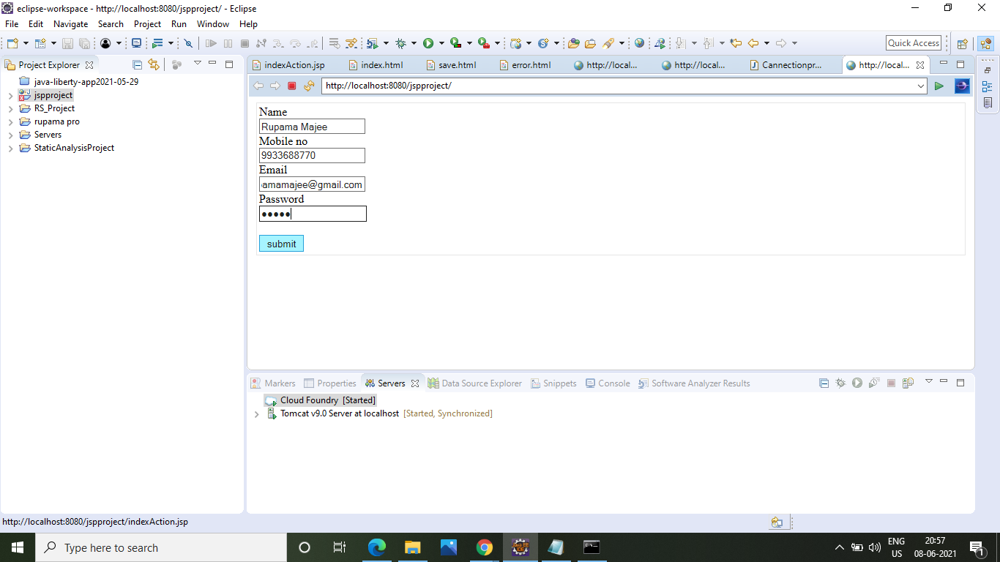 eclipse-workspace - http://localhost:8080/jspproject/ - Eclipse
File Edit Navigate Search Project Run Window Help
Quick Access
Project Explorer
indexAction.jsp index.html save.html error.html http://local... http://local... Cannectionpr... http://local...
java-liberty-app2021-05-29
jspproject
RS_Project
rupama pro
Servers
StaticAnalysisProject
http://localhost:8080/jspproject/
Name
Rupama Majee
Mobile no
9933688770
Email
amamajee@gmail.com
Password
●●●●●
submit
Markers Properties Servers Data Source Explorer Snippets Console Software Analyzer Results
Cloud Foundry [Started]
Tomcat v9.0 Server at localhost [Started, Synchronized]
http://localhost:8080/jspproject/indexAction.jsp
Type here to search
JAVA EE
IDE
ENG
US
20:57
08-06-2021
1